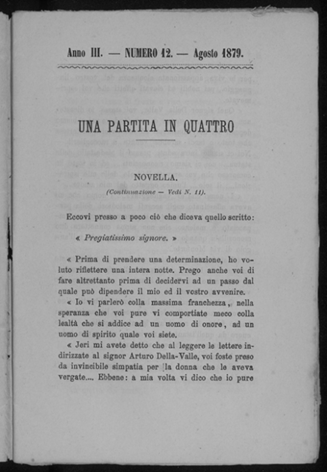 Anno III. — NUMERO 12. — Agosto 1879.
UNA PARTITA IN QUATTRO
NOVELLA.
(Continuazione — Vedi N. 11).
Eccovi presso a poco ciò che diceva quello scritto:
« Pregiatissimo signore. »
« Prima di prendere una determinazione, ho vo-
luto riflettere una intera notte. Prego anche voi di
fare altrettanto prima di decidervi ad un passo dal
quale può dipendere il mio ed il vostro avvenire.
« Io vi parlerò colla massima franchezza, nella
speranza che voi pure vi comportiate meco colla
lealtà che si addice ad un uomo di onore, ad un
uomo di spirito quale voi siete.
« Jeri mi avete detto che al leggere le lettere in-
dirizzate al signor Arturo Della-Valle, voi foste preso
da invincibile simpatia per la donna che le aveva
vergate.... Ebbene: a mia volta vi dico che io pure